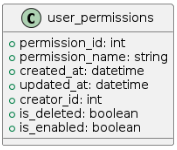 C user_permissions
permission_id: int
permission_name: string
created_at: datetime
updated_at: datetime
creator_id: int
is_deleted: boolean
is_enabled: boolean